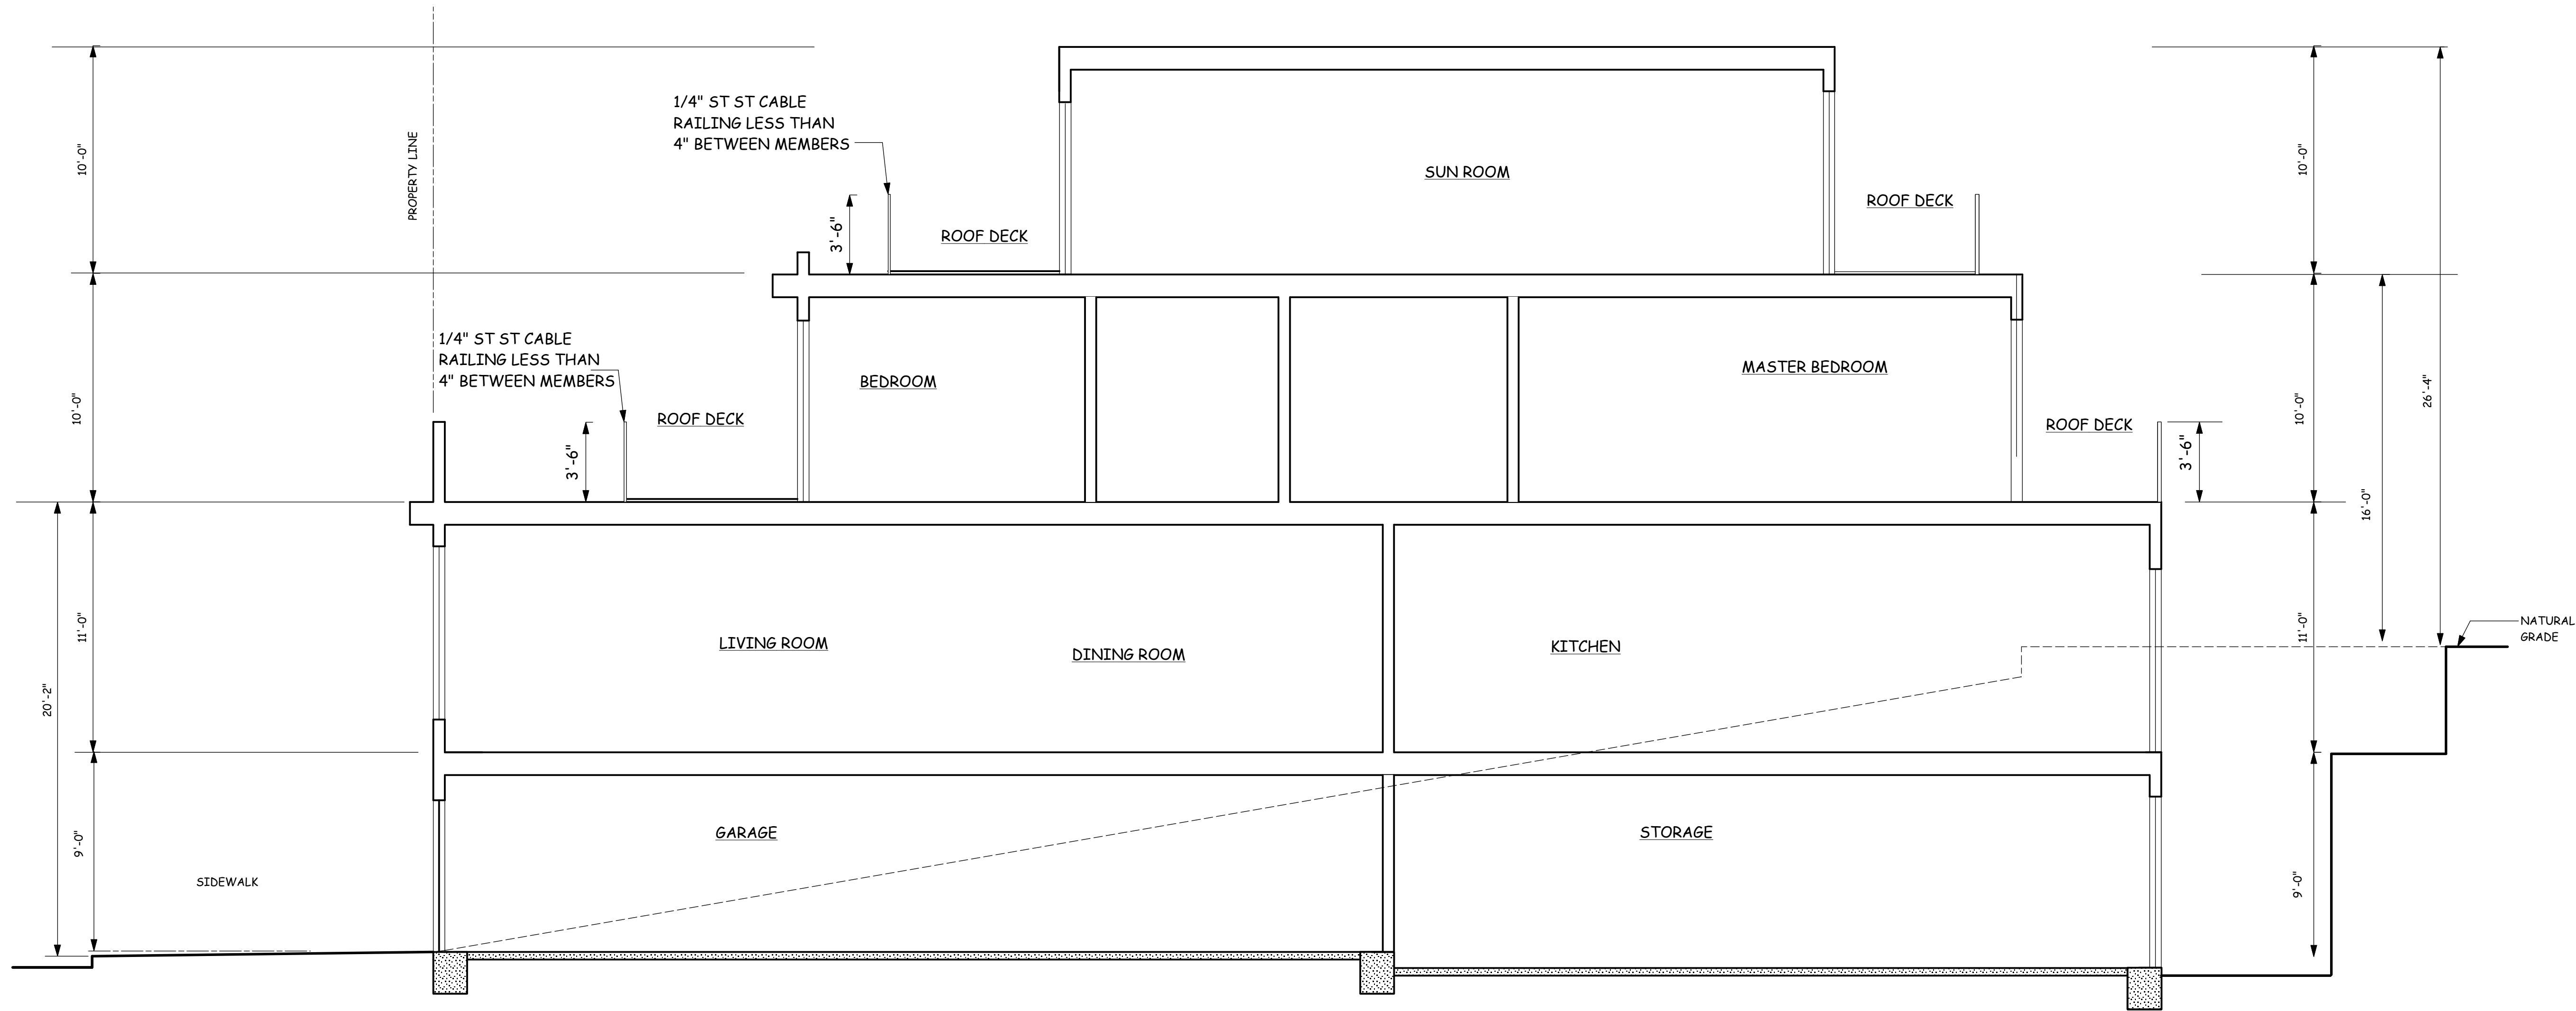 1/4" ST ST CABLE
RAILING LESS THAN
4" BETWEEN MEMBERS
10'-0"
PROPERTY LINE
SUN ROOM
10'-0"
ROOF DECK
3'-6"
ROOF DECK
1/4" ST ST CABLE
RAILING LESS THAN
4" BETWEEN MEMBERS
10'-0"
BEDROOM
MASTER BEDROOM
10'-0"
26'-4"
ROOF DECK
3'-6"
ROOF DECK
3'-6"
16'-0"
11'-0"
LIVING ROOM
DINING ROOM
KITCHEN
11'-0"
NATURAL
GRADE
20'-2"
9'-0"
GARAGE
STORAGE
9'-0"
SIDEWALK